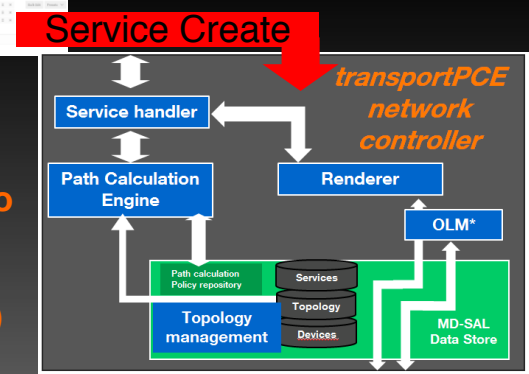 Service Create
transportPCE
network
controller
Service handler
Path Calculation
Engine
Renderer
OLM*
Path calculation
Policy repository
Services
Topology
Topology
management
Devices
MD-SAL
Data Store